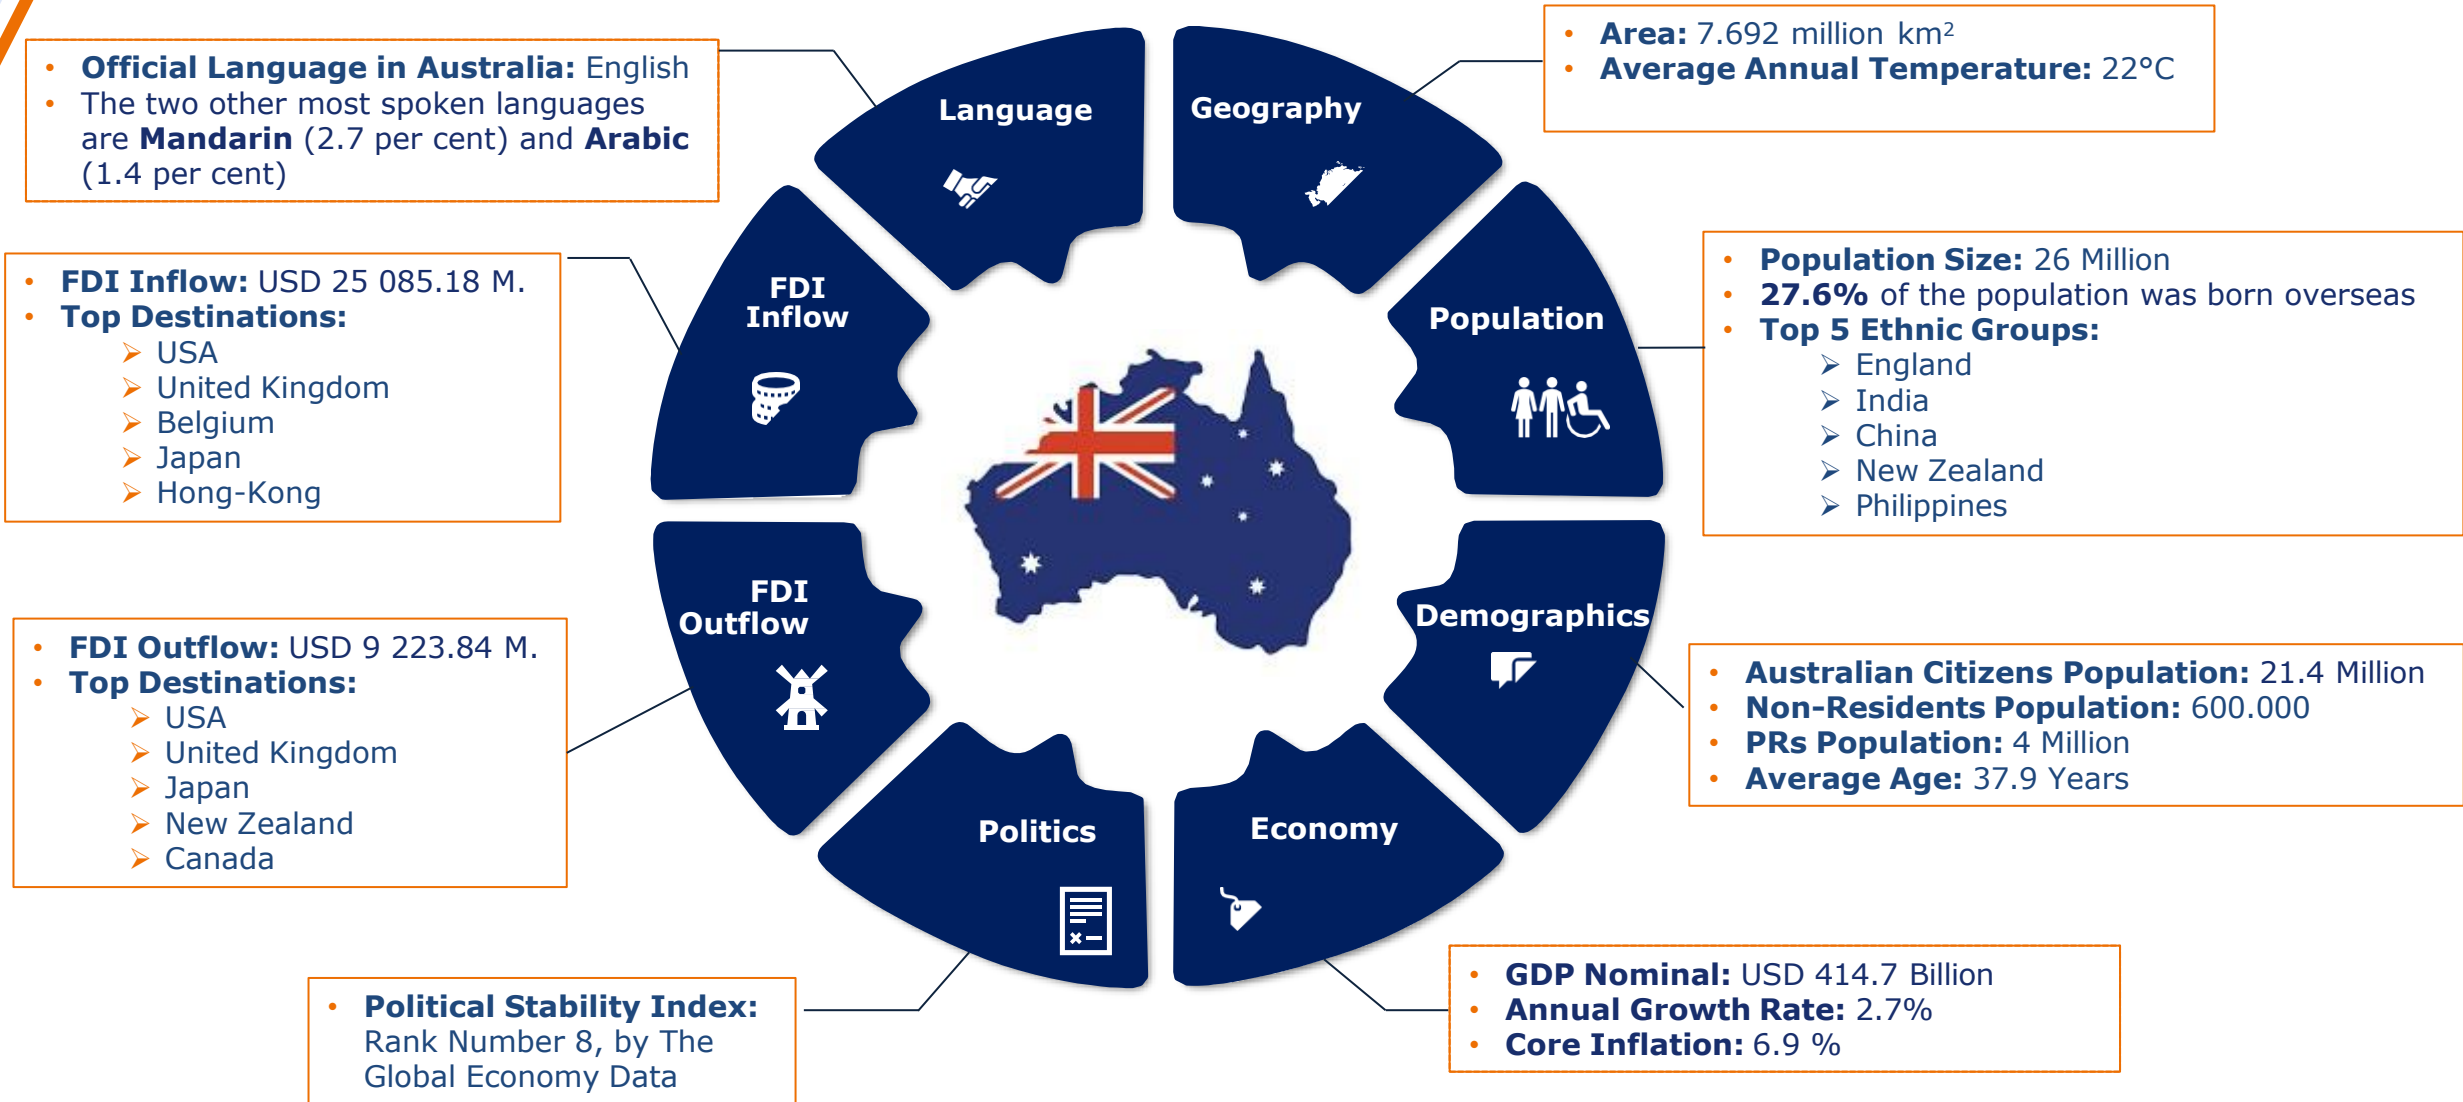 Official Language in Australia: English
The two other most spoken languages
are Mandarin (2.7 per cent) and Arabic
(1.4 per cent)
Language
Geography
Area: 7.692 million km²
Average Annual Temperature: 22°C
FDI Inflow: USD 25 085.18 M.
Top Destinations:
USA
United Kingdom
Belgium
Japan
Hong-Kong
FDI
Inflow
Population
Population Size: 26 Million
27.6% of the population was born overseas
Top 5 Ethnic Groups:
England
India
China
New Zealand
Philippines
FDI Outflow: USD 9 223.84 M.
Top Destinations:
USA
United Kingdom
Japan
New Zealand
Canada
FDI
Outflow
Demographics
Australian Citizens Population: 21.4 Million
Non-Residents Population: 600.000
PRs Population: 4 Million
Average Age: 37.9 Years
Politics
Economy
Political Stability Index:
Rank Number 8, by The
Global Economy Data
GDP Nominal: USD 414.7 Billion
Annual Growth Rate: 2.7%
Core Inflation: 6.9 %